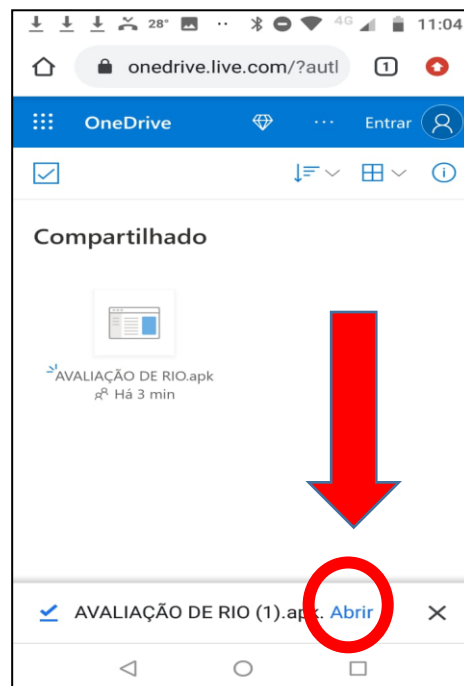 28° ·· 4G 11:04
onedrive.live.com/?autl 1
OneDrive ··· Entrar
Compartilhado
AVALIAÇÃO DE RIO.apk
Há 3 min
AVALIAÇÃO DE RIO (1).apk. Abrir